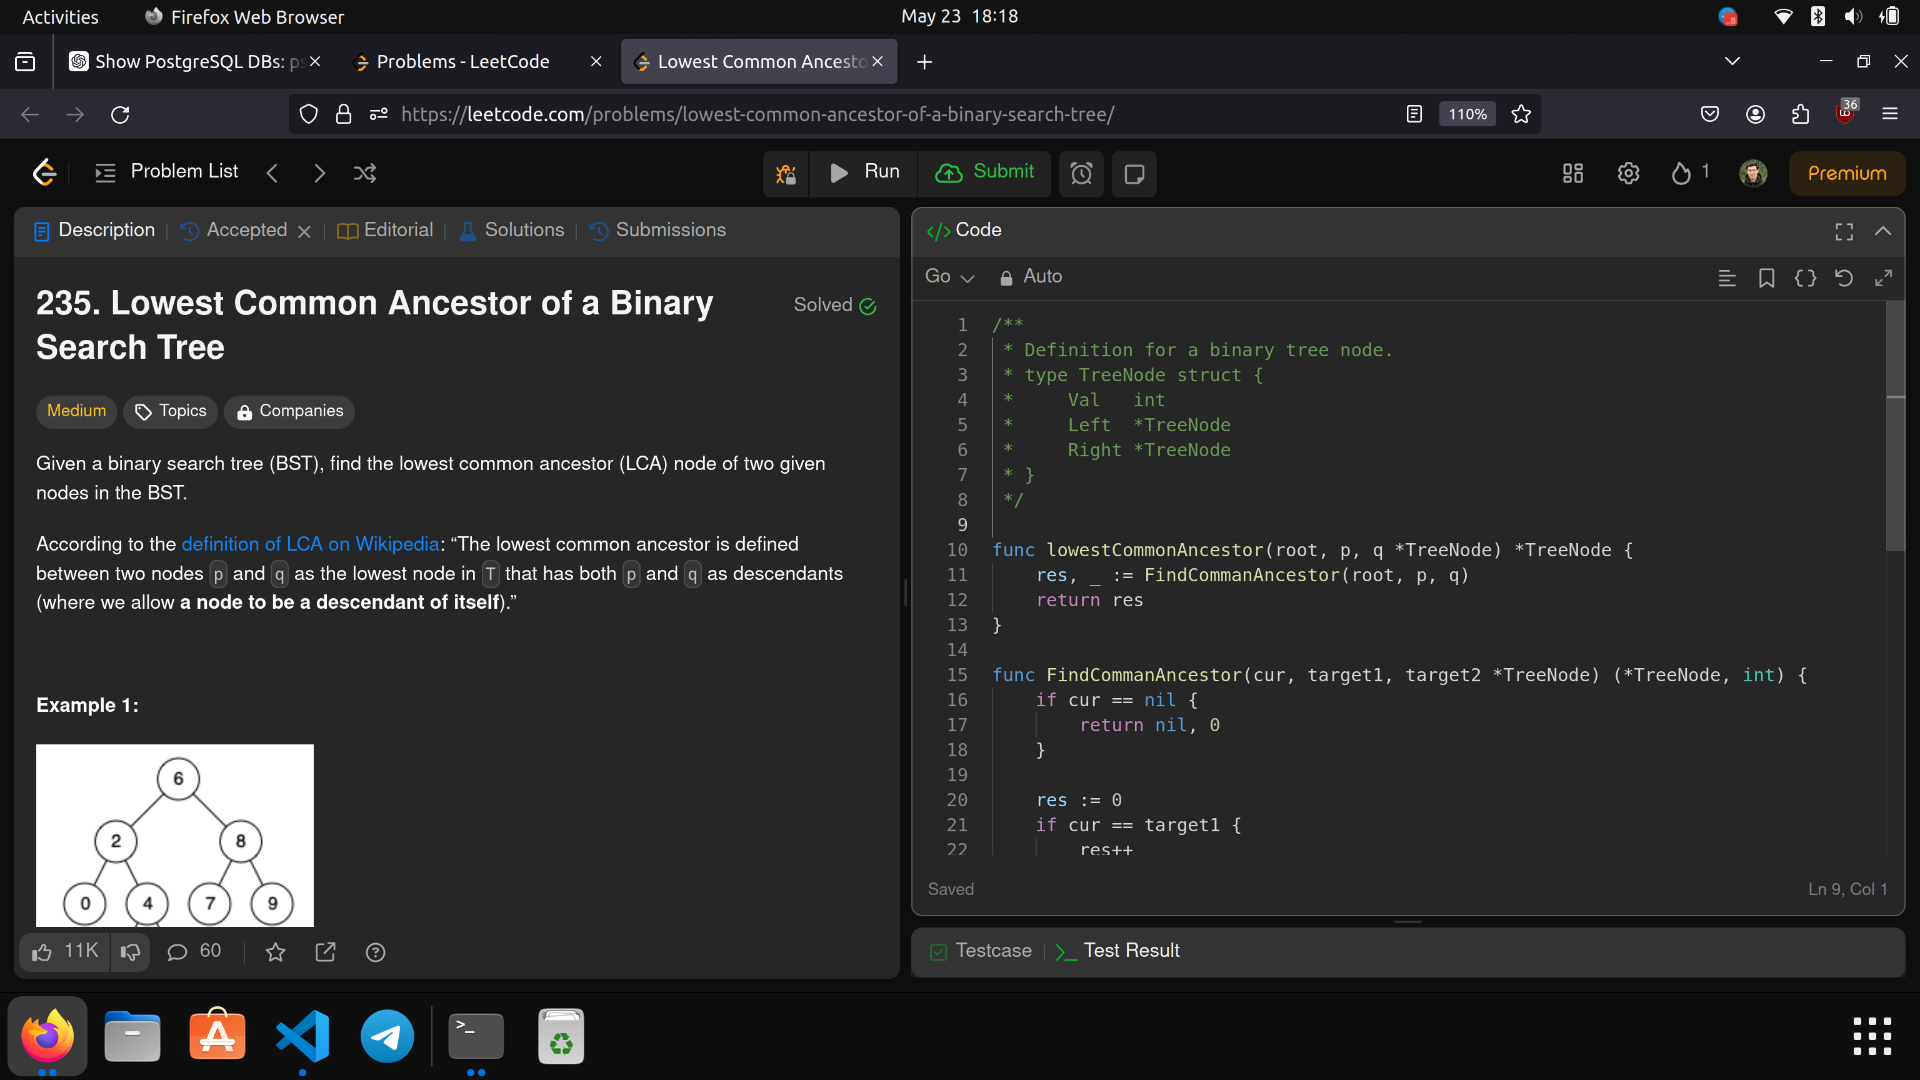 Activities
Firefox Web Browser
May 23 18:18
Show PostgreSQL DBs: ps
Problems - LeetCode
Lowest Common Ancesto
https://leetcode.com/problems/lowest-common-ancestor-of-a-binary-search-tree/
110%
36
Problem List
Run
Submit
1
Premium
Description
Accepted
Editorial
Solutions
Submissions
235. Lowest Common Ancestor of a Binary
Search Tree
Solved
Medium
Topics
Companies
Given a binary search tree (BST), find the lowest common ancestor (LCA) node of two given
nodes in the BST.
According to the definition of LCA on Wikipedia: “The lowest common ancestor is defined
between two nodes p and q as the lowest node in T that has both p and q as descendants
(where we allow a node to be a descendant of itself).”
Example 1:
6
2 8
0 4 7 9
11K
60
</> Code
Go
Auto
1 /**
2 * Definition for a binary tree node.
3 * type TreeNode struct {
4 *     Val   int
5 *     Left  *TreeNode
6 *     Right *TreeNode
7 * }
8 */
9
10 func lowestCommonAncestor(root, p, q *TreeNode) *TreeNode {
11     res, _ := FindCommanAncestor(root, p, q)
12     return res
13 }
14
15 func FindCommanAncestor(cur, target1, target2 *TreeNode) (*TreeNode, int) {
16     if cur == nil {
17         return nil, 0
18     }
19
20     res := 0
21     if cur == target1 {
22         res++
Saved
Ln 9, Col 1
Testcase
>_ Test Result
>_